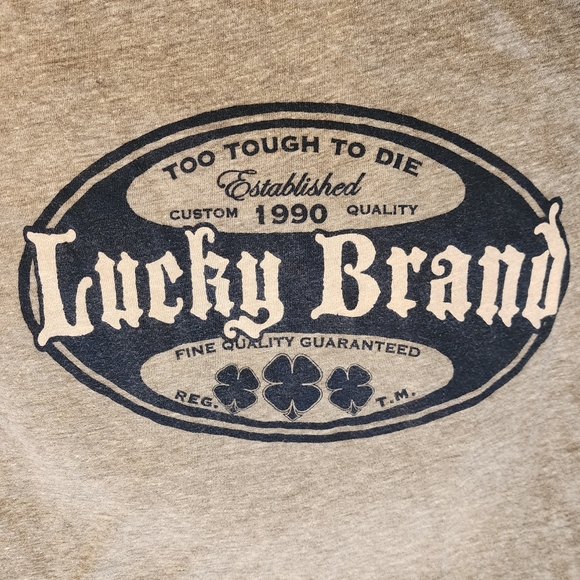 TOO TOUGH TO DIE
Established
CUSTOM 1990 QUALITY
Lucky Brand
FINE QUALITY GUARANTEED
REG. T.M.